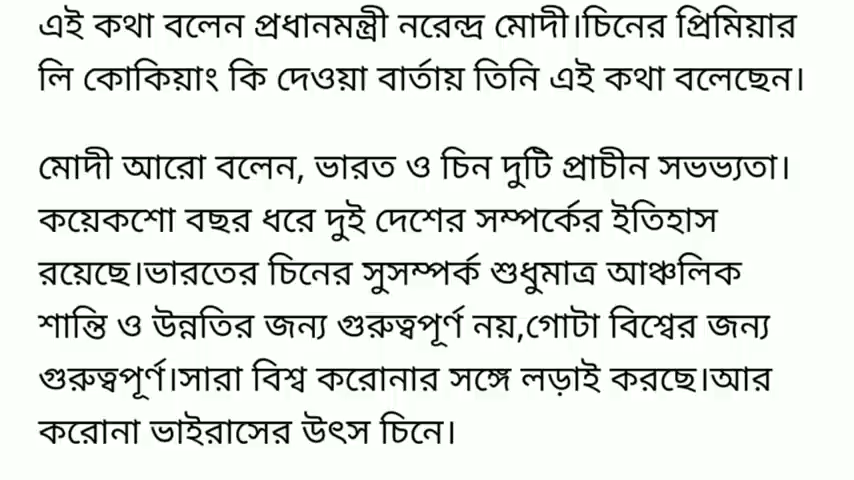 এই কথা বলেন প্রধানমন্ত্রী নরেন্দ্র মোদী।চিনের প্রিমিয়ার
লি কোকিয়াং কি দেওয়া বার্তায় তিনি এই কথা বলেছেন।
মোদী আরো বলেন, ভারত ও চিন দুটি প্রাচীন সভভ্যতা।
কয়েকশো বছর ধরে দুই দেশের সম্পর্কের ইতিহাস
রয়েছে।ভারতের চিনের সুসম্পর্ক শুধুমাত্র আঞ্চলিক
শান্তি ও উন্নতির জন্য গুরুত্বপূর্ণ নয়,গোটা বিশ্বের জন্য
গুরুত্বপূর্ণ।সারা বিশ্ব করোনার সঙ্গে লড়াই করছে।আর
করোনা ভাইরাসের উৎস চিনে।